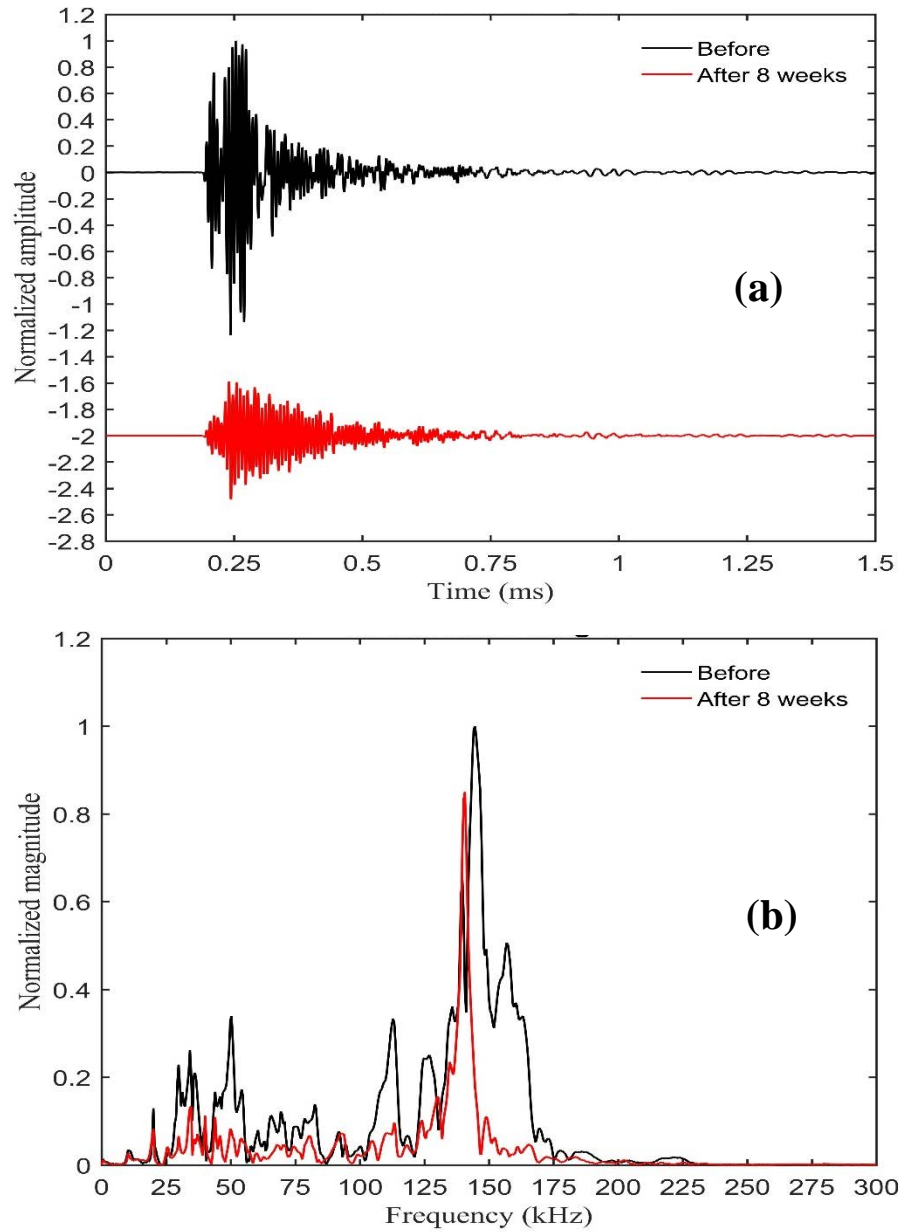 1.2
1
0.8
0.6
0.4
0.2
0
-0.2
-0.4
-0.6
-0.8
-1
-1.2
-1.4
-1.6
-1.8
-2
-2.2
-2.4
-2.6
-2.8
Normalized amplitude
Before
After 8 weeks
(a)
0 0.25 0.5 0.75 1 1.25 1.5
Time (ms)
1.2
1
0.8
0.6
0.4
0.2
0
Normalized magnitude
Before
After 8 weeks
(b)
0 25 50 75 100 125 150 175 200 225 250 275 300
Frequency (kHz)